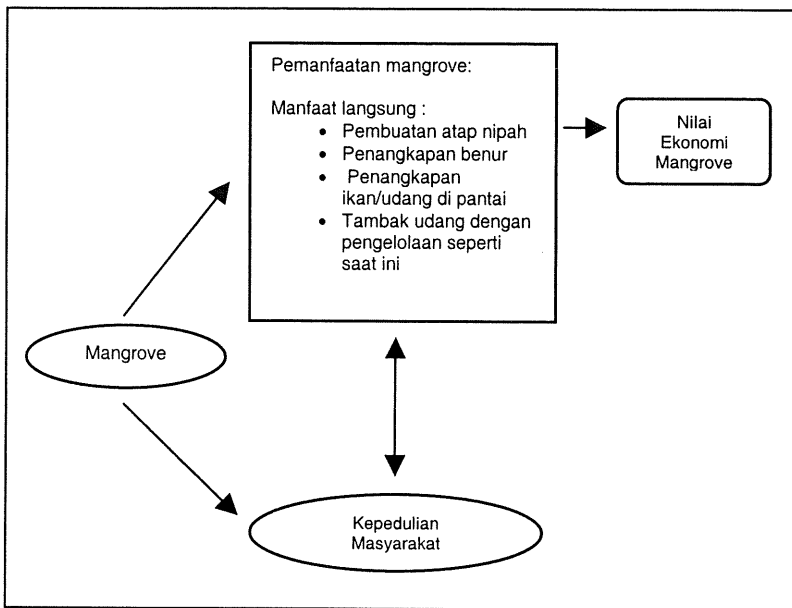 Pemanfaatan mangrove:
Manfaat langsung :
• Pembuatan atap nipah
• Penangkapan benur
• Penangkapan
ikan/udang di pantai
• Tambak udang dengan
pengelolaan seperti
saat ini
Nilai
Ekonomi
Mangrove
Mangrove
Kepedulian
Masyarakat